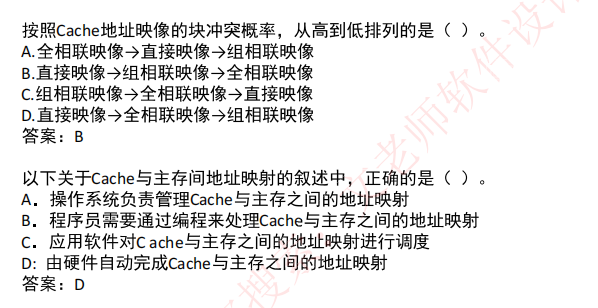 按照Cache地址映像的块冲突概率，从高到低排列的是（ ）。
A.全相联映像→直接映像→组相联映像
B.直接映像→组相联映像→全相联映像
C.组相联映像→全相联映像→直接映像
D.直接映像→全相联映像→组相联映像
答案：B
以下关于Cache与主存间地址映射的叙述中，正确的是（ ）。
A．操作系统负责管理Cache与主存之间的地址映射
B．程序员需要通过编程来处理Cache与主存之间的地址映射
C．应用软件对C ache与主存之间的地址映射进行调度
D: 由硬件自动完成Cache与主存之间的地址映射
答案：D
老师软件设